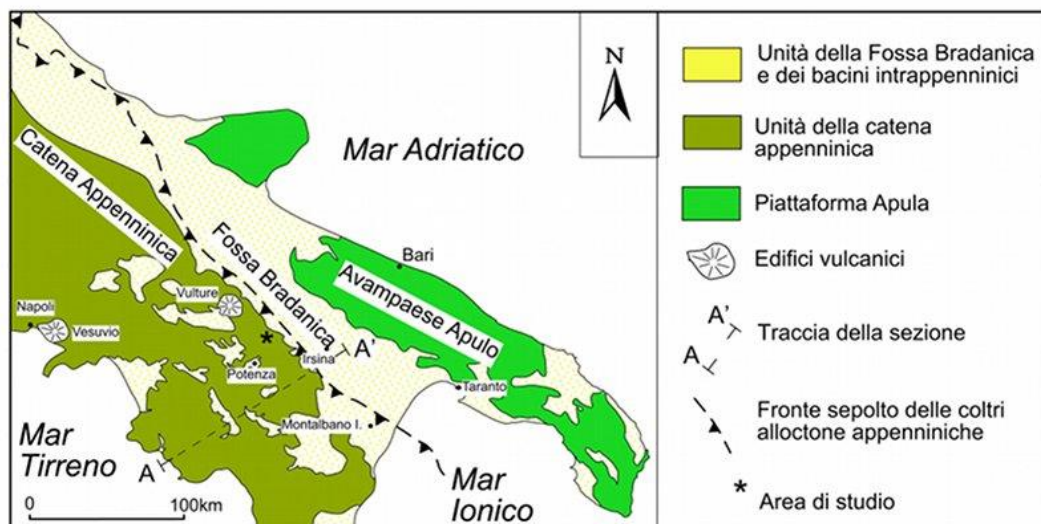 N
Mar Adriatico
Catena Appenninica
Fossa Bradanica
Bari
Avampaese Apulo
Vulture
Napoli
Vesuvio
A'
Irsina
Potenza
Taranto
Montalbano I.
Mar
Tirreno
A
Mar
Ionico
0
100km
Unità della Fossa Bradanica
e dei bacini intrappenninici
Unità della catena
appenninica
Piattaforma Apula
Edifici vulcanici
A'
Traccia della sezione
A
Fronte sepolto delle coltri
alloctone appenniniche
* Area di studio